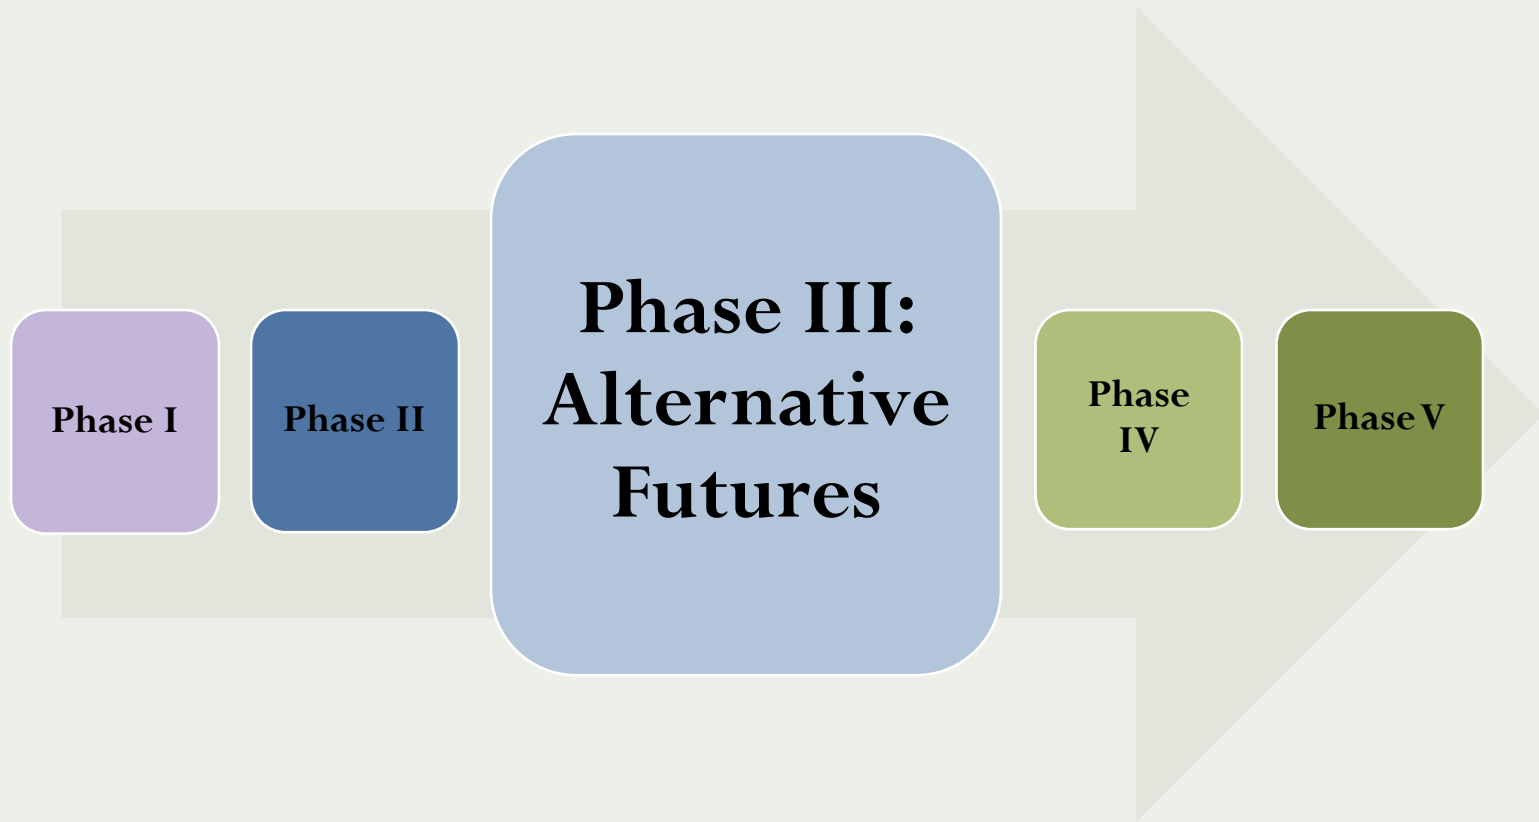 Phase I
Phase II
Phase III:
Alternative
Futures
Phase
IV
Phase V